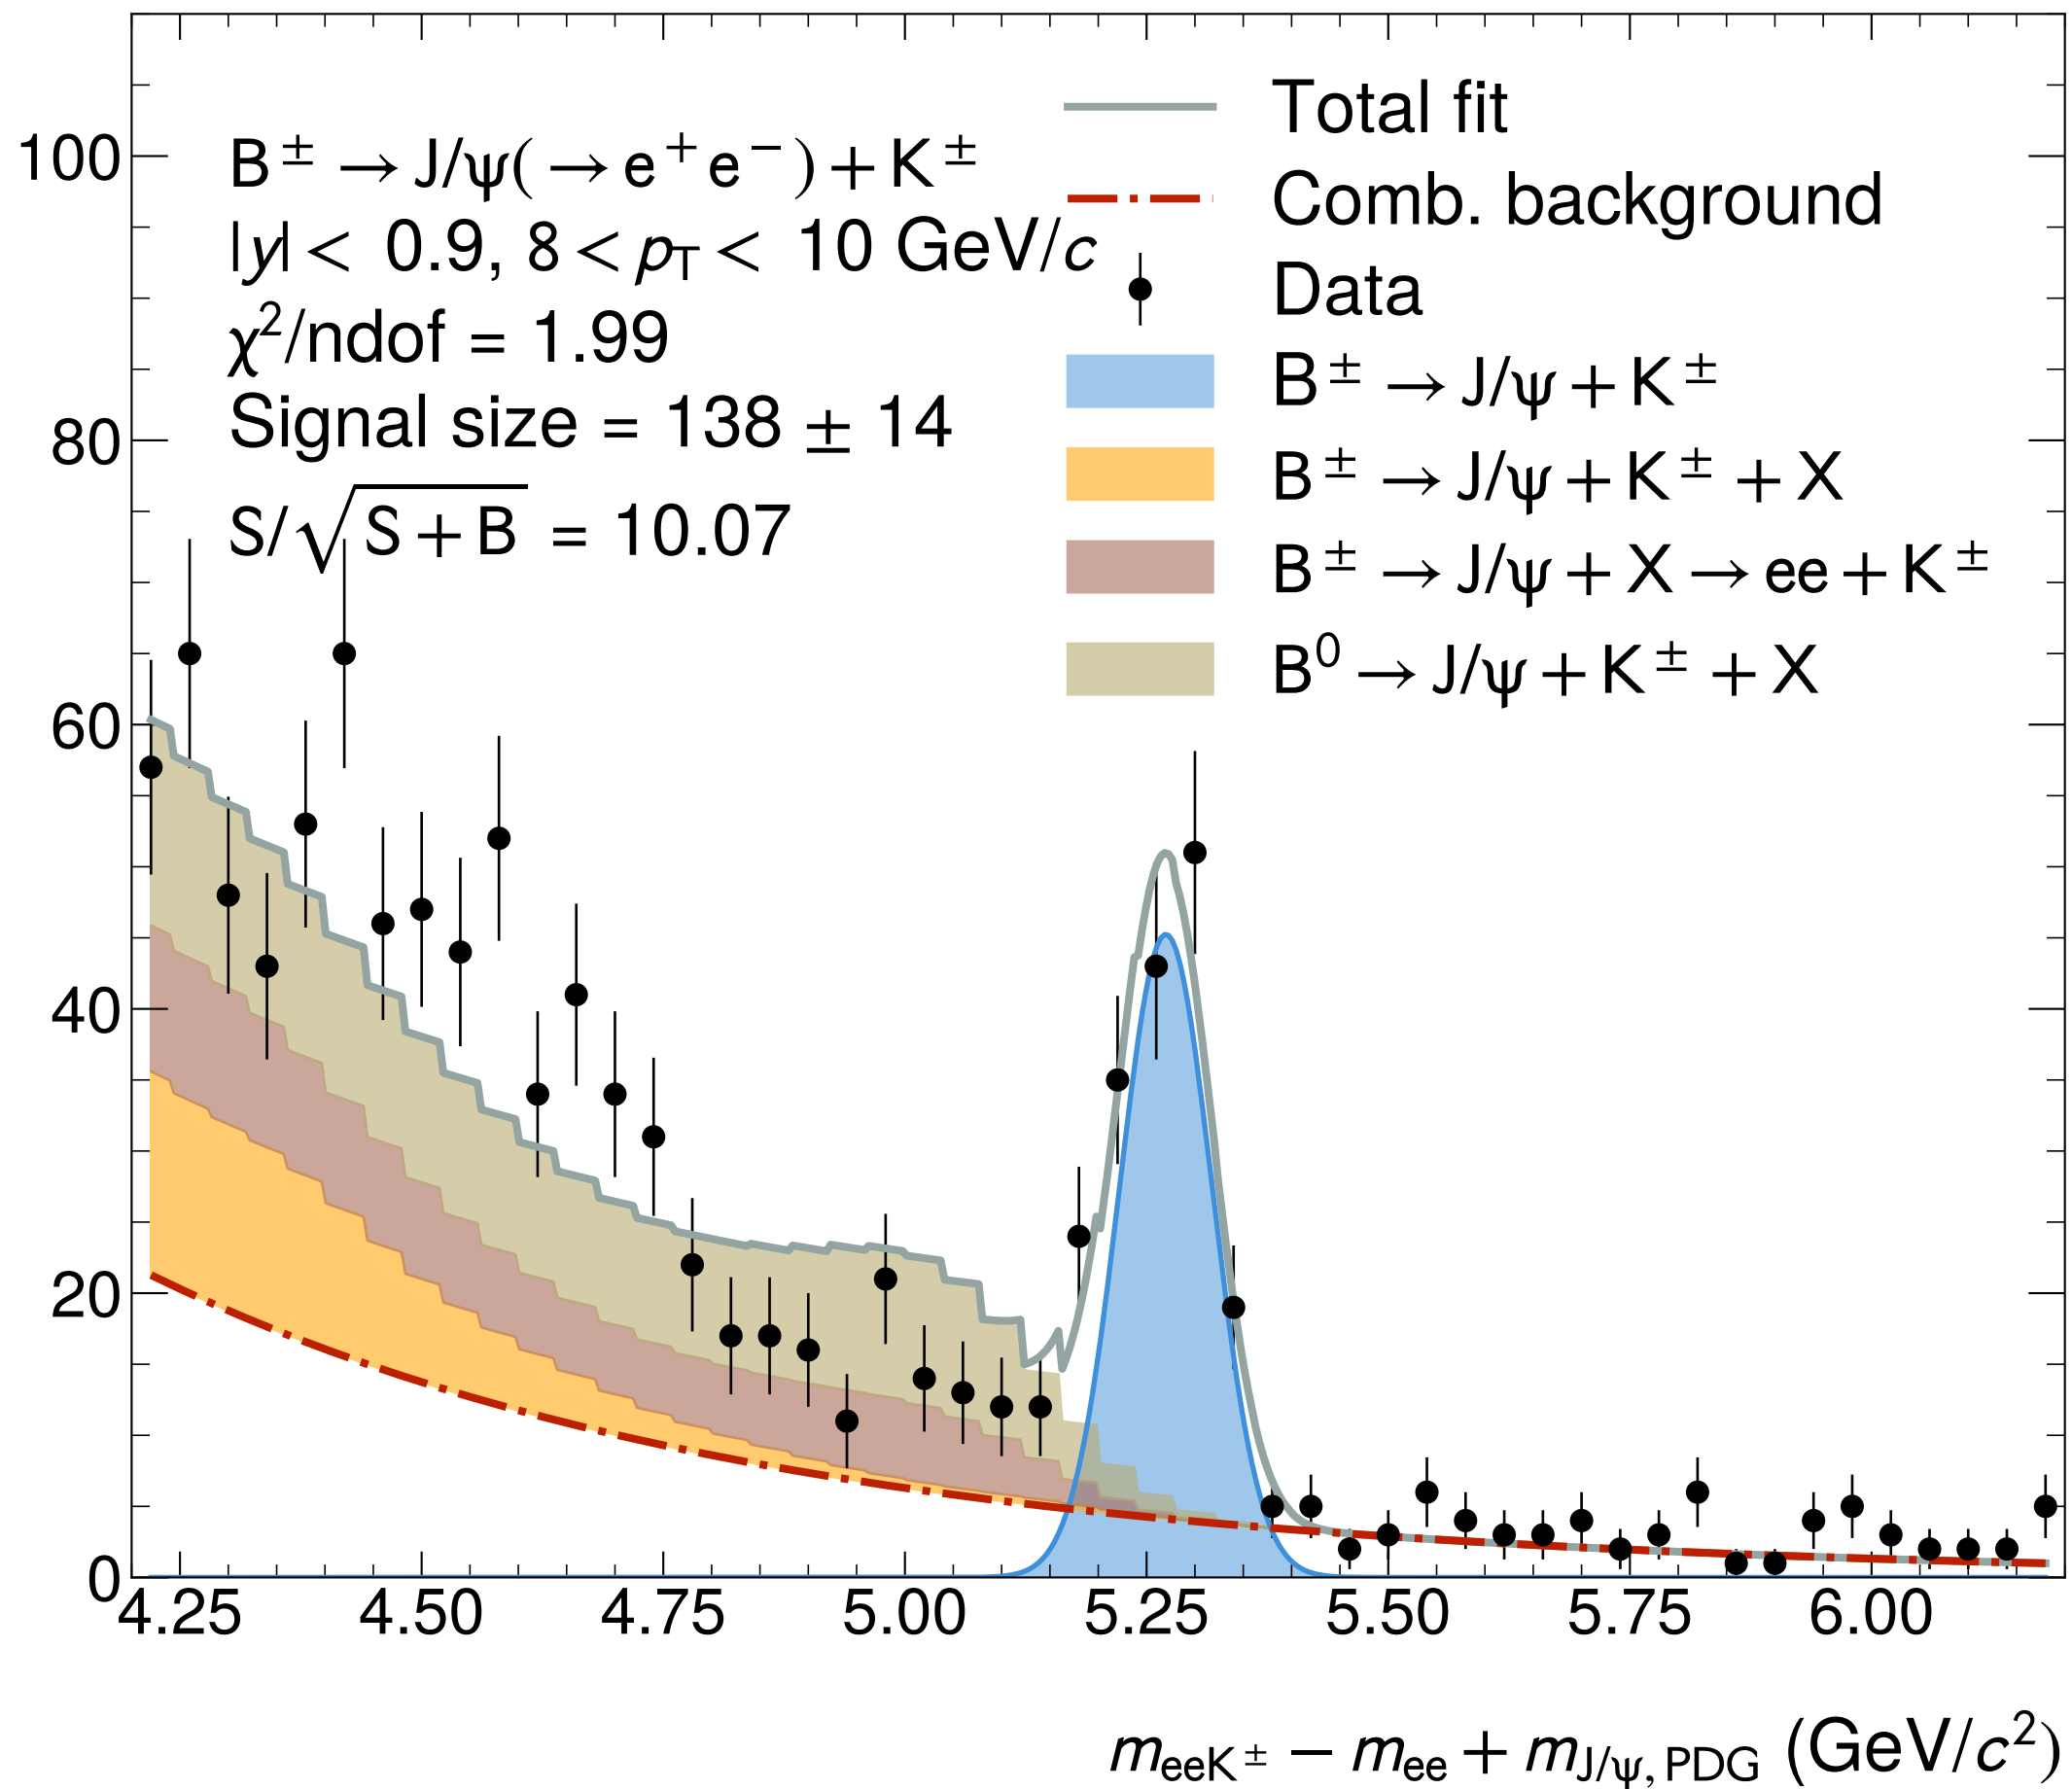 B± → J/ψ(→ e⁺e⁻) + K±
|y| < 0.9, 8 < pT < 10 GeV/c
χ²/ndof = 1.99
Signal size = 138 ± 14
S/√(S + B) = 10.07
Total fit
Comb. background
Data
B± → J/ψ + K±
B± → J/ψ + K± + X
B± → J/ψ + X → ee + K±
B⁰ → J/ψ + K± + X
100
80
60
40
20
0
4.25 4.50 4.75 5.00 5.25 5.50 5.75 6.00
m_eeK± − m_ee + m_J/ψ, PDG (GeV/c²)